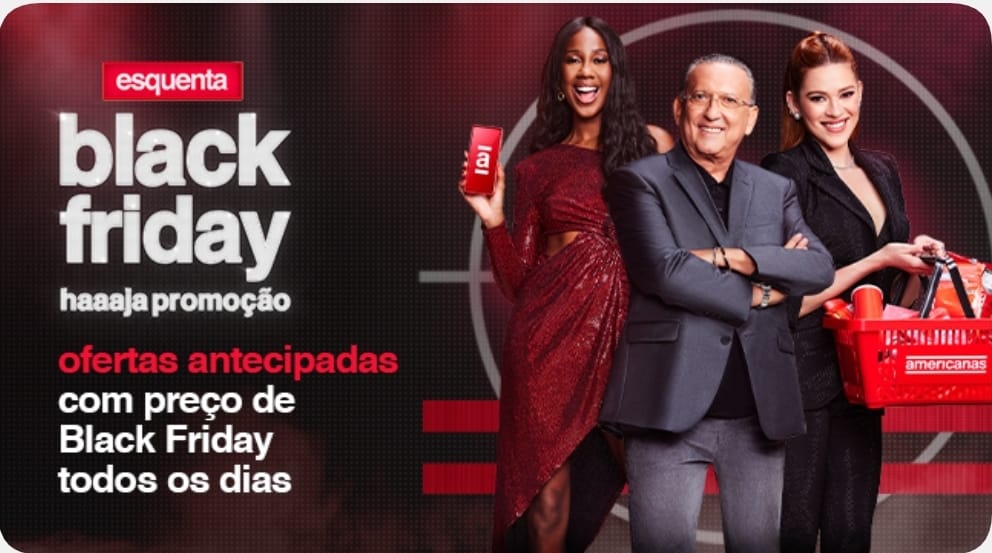 esquenta
black
friday
haaaja promoção
ofertas antecipadas
com preço de
Black Friday
todos os dias
a
americanas